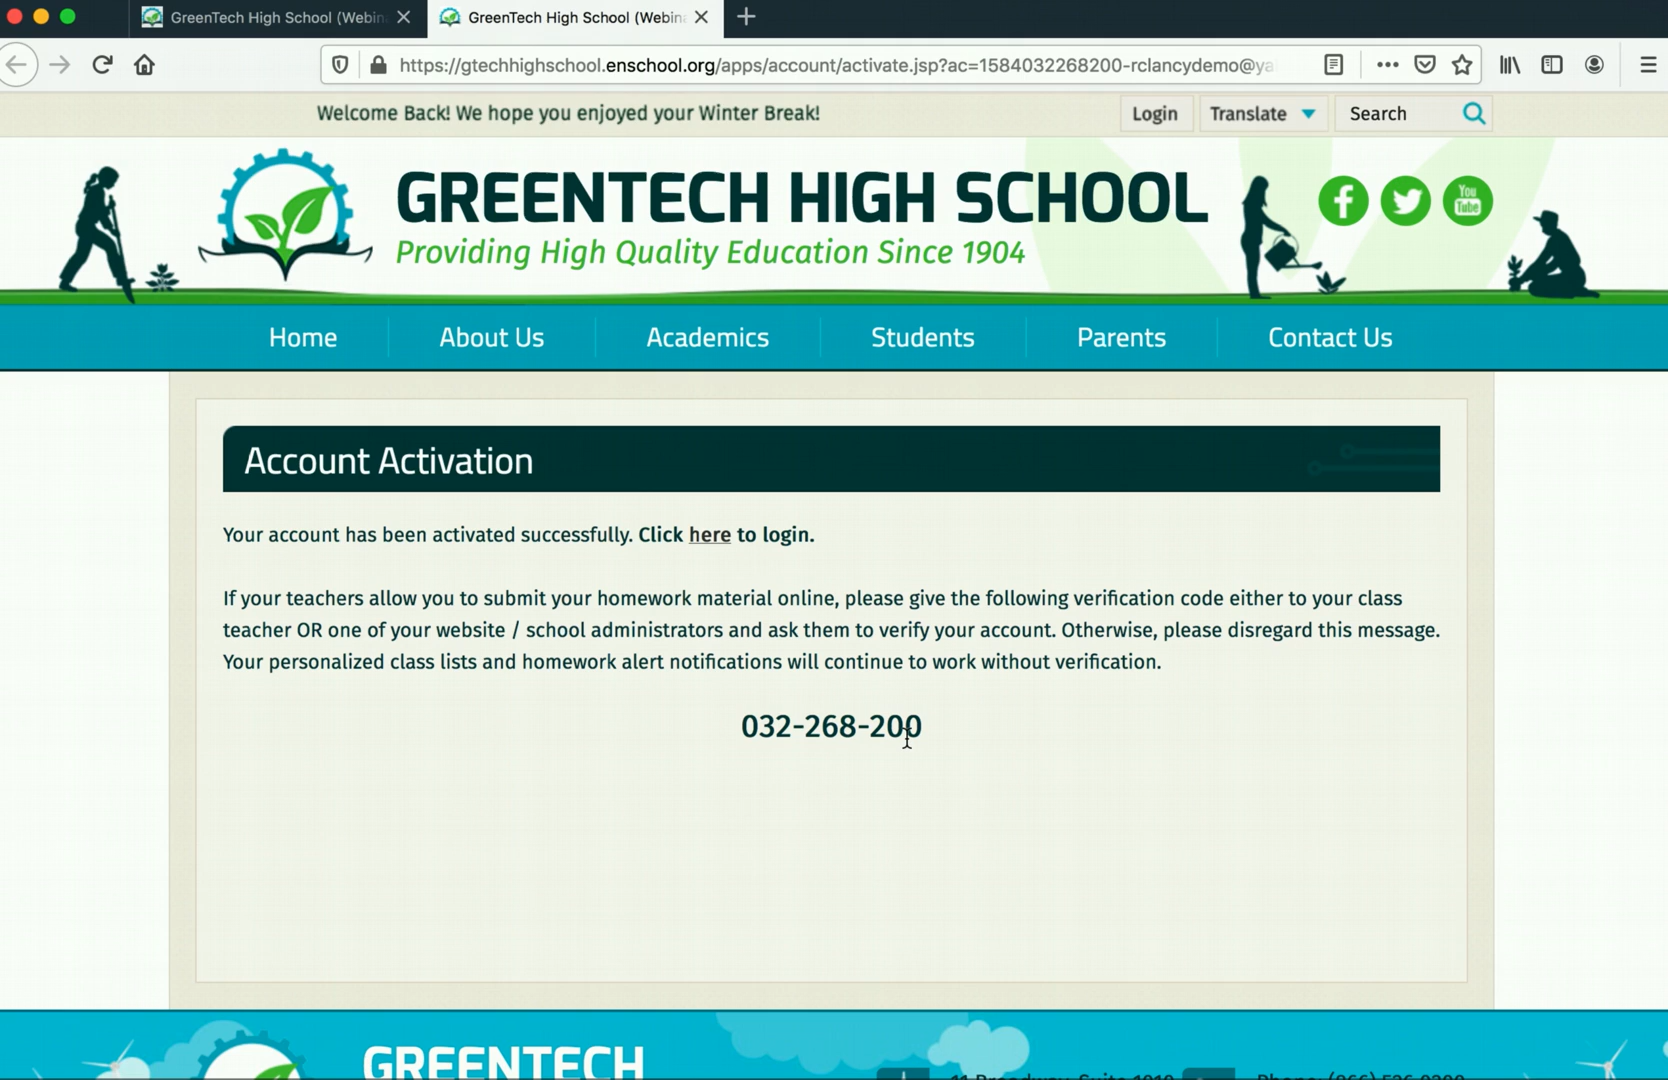 GreenTech High School (Webin
GreenTech High School (Webina
https://gtechhighschool.enschool.org/apps/account/activate.jsp?ac=1584032268200-rclancydemo@ya
Welcome Back! We hope you enjoyed your Winter Break!
Login
Translate
Search
GREENTECH HIGH SCHOOL
Providing High Quality Education Since 1904
You
Tube
Home
About Us
Academics
Students
Parents
Contact Us
Account Activation
Your account has been activated successfully. Click here to login.
If your teachers allow you to submit your homework material online, please give the following verification code either to your class
teacher OR one of your website / school administrators and ask them to verify your account. Otherwise, please disregard this message.
Your personalized class lists and homework alert notifications will continue to work without verification.
032-268-200
GREENTECH